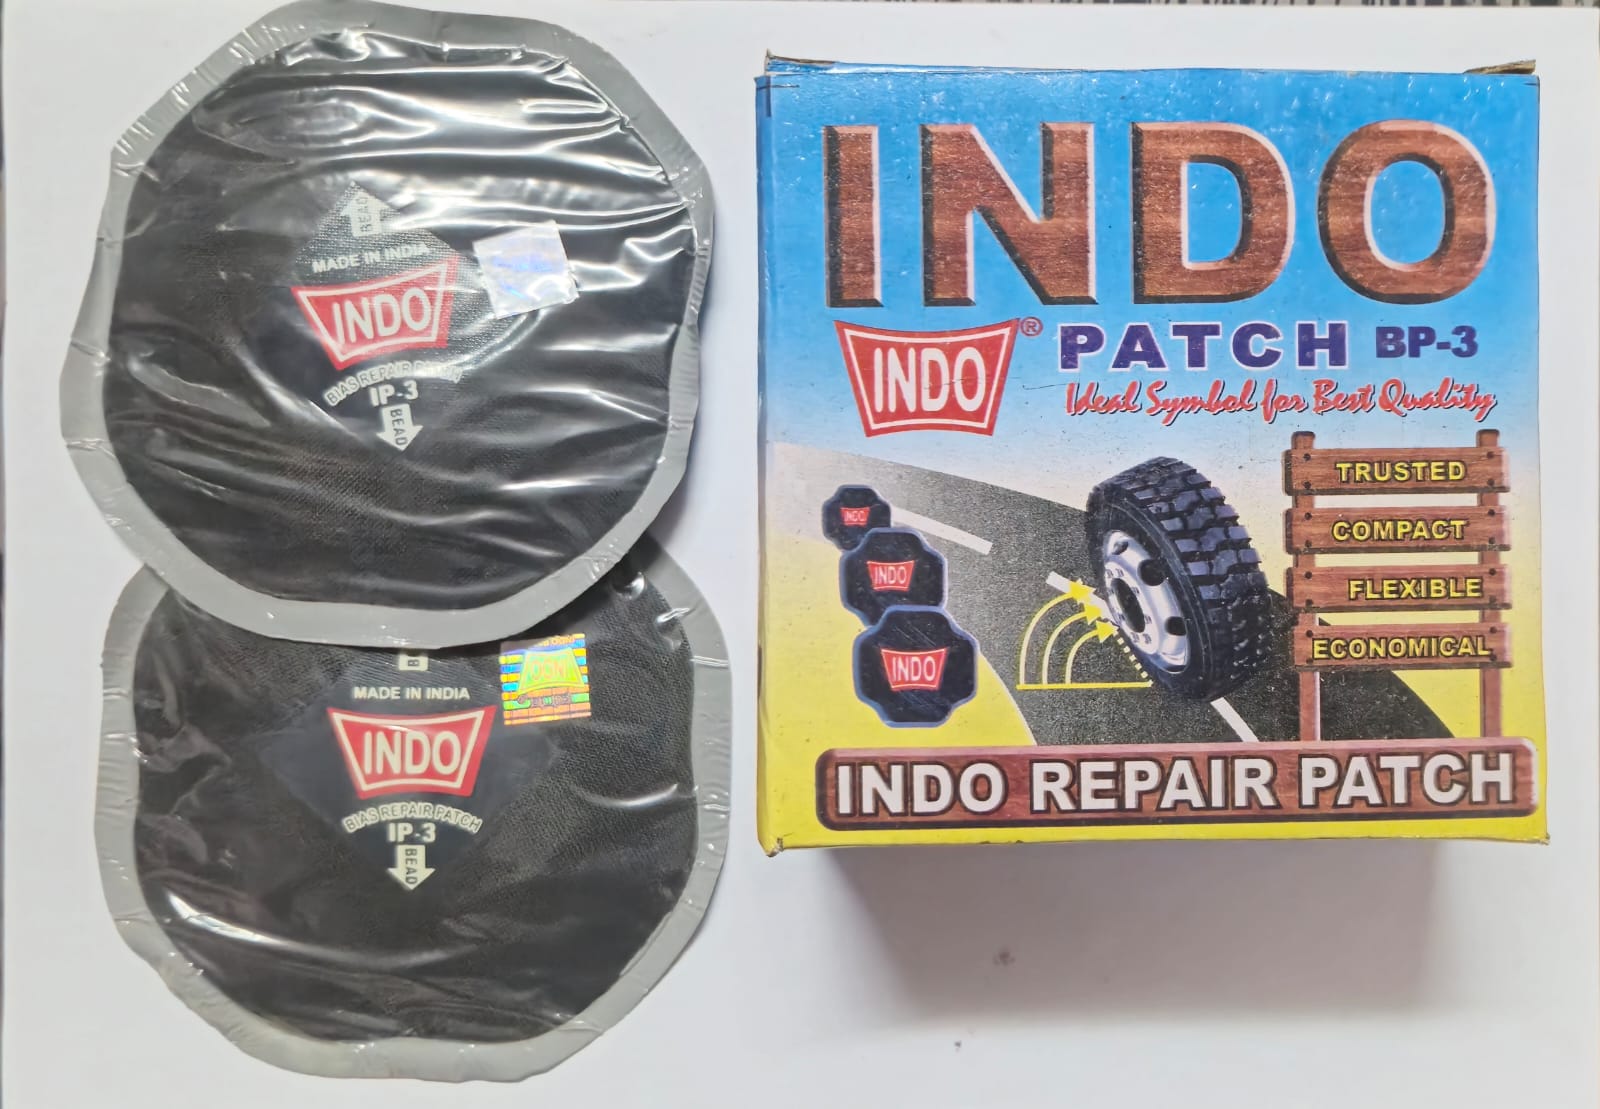 BEAD
MADE IN INDIA
INDO
BIAS REPAIR PATCH
IP-3
BEAD
B
MADE IN INDIA
INDO
BIAS REPAIR PATCH
IP-3
BEAD
INDO
INDO ® PATCH BP-3
Ideal Symbol for Best Quality
TRUSTED
COMPACT
FLEXIBLE
ECONOMICAL
INDO
INDO
INDO
INDO REPAIR PATCH